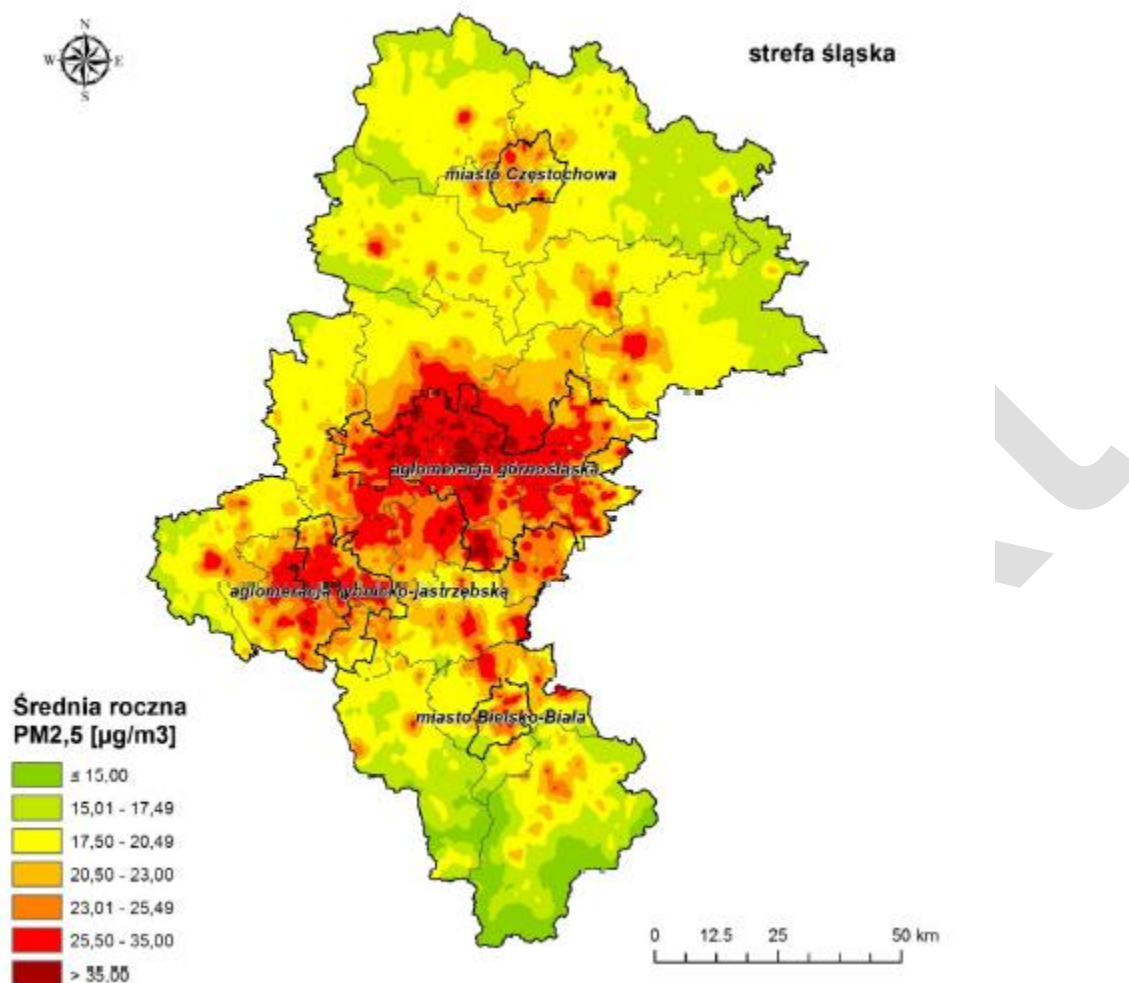 N
W E
S
strefa śląska
miasto Częstochowa
aglomeracja górnośląska
aglomeracja rybnicko-jastrzębska
miasto Bielsko-Biała
Średnia roczna
PM2,5 [µg/m3]
≤ 15,00
15,01 - 17,49
17,50 - 20,49
20,50 - 23,00
23,01 - 25,49
25,50 - 35,00
> 35,00
0 12.5 25 50 km